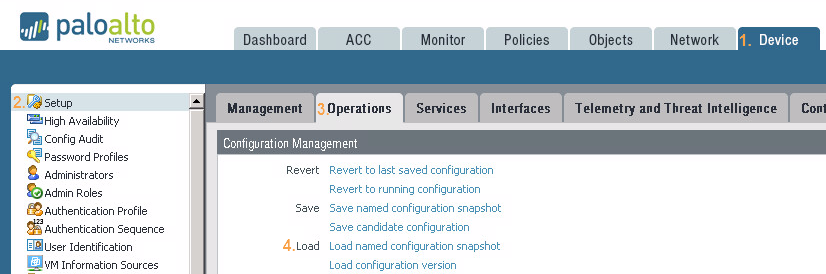 paloalto
NETWORKS
Dashboard ACC Monitor Policies Objects Network 1. Device
2. Setup
High Availability
Config Audit
Password Profiles
Administrators
Admin Roles
Authentication Profile
Authentication Sequence
User Identification
VM Information Sources
Management 3. Operations Services Interfaces Telemetry and Threat Intelligence Cont
Configuration Management
Revert Revert to last saved configuration
Revert to running configuration
Save Save named configuration snapshot
Save candidate configuration
4. Load Load named configuration snapshot
Load configuration version